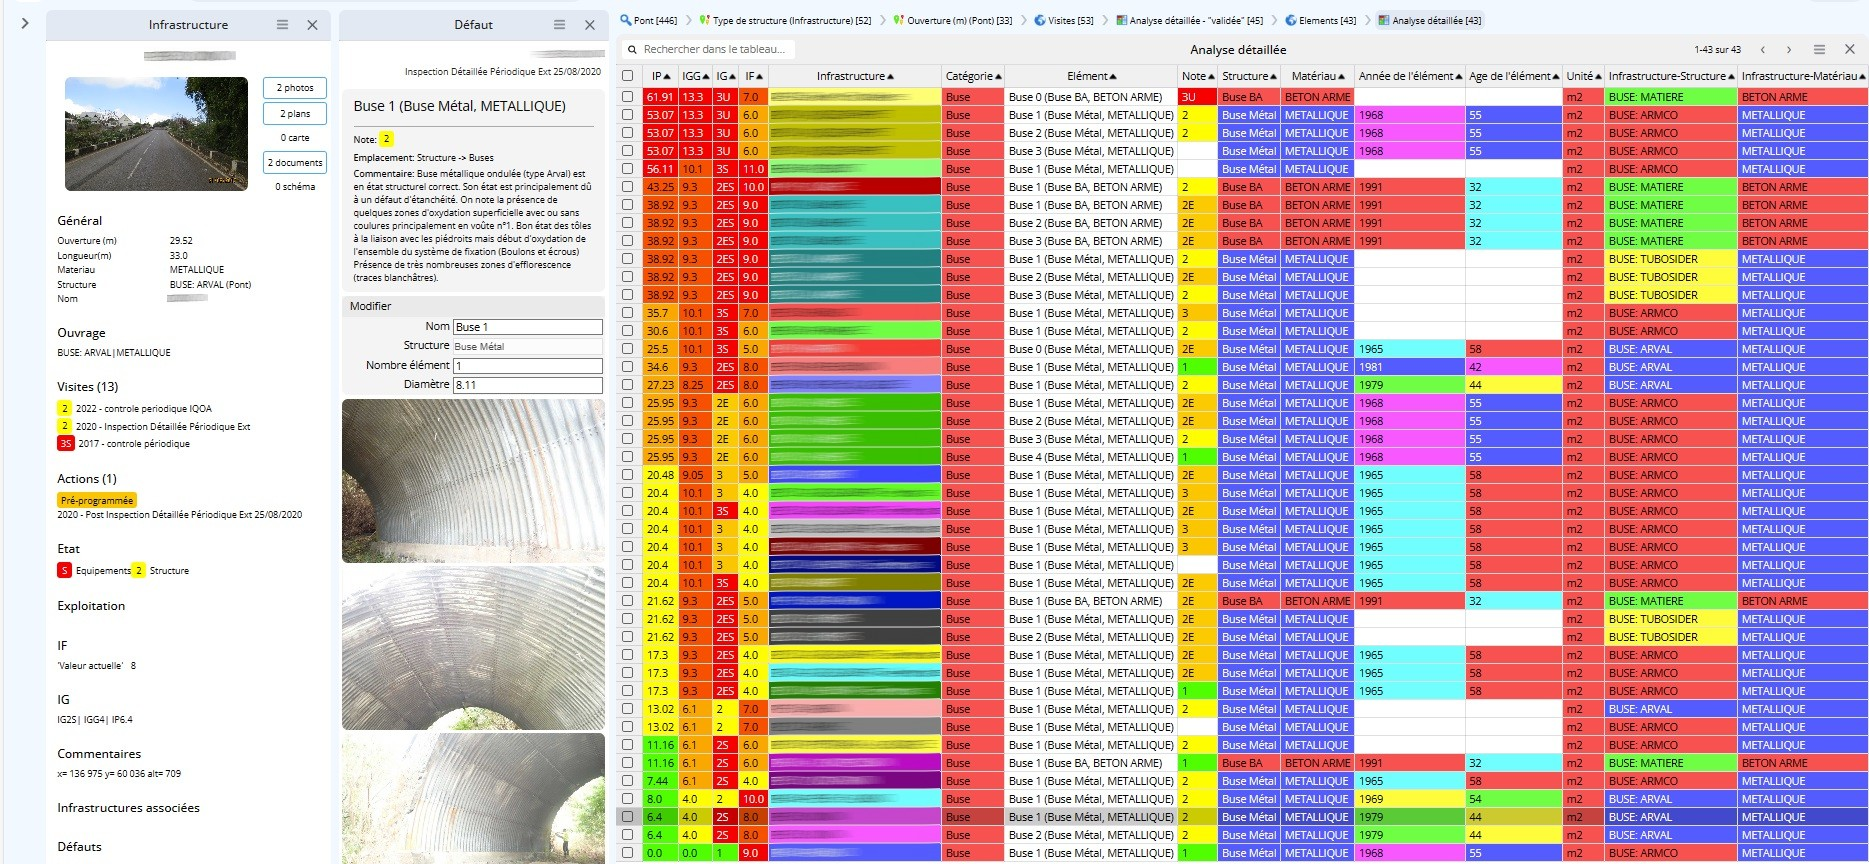 Infrastructure
2 photos
2 plans
0 carte
2 documents
0 schéma
Général
Ouverture (m) 29.52
Longueur(m) 33.0
Materiau METALLIQUE
Structure BUSE: ARVAL (Pont)
Nom
Ouvrage
BUSE: ARVAL|METALLIQUE
Visites (13)
2 2022 - controle periodique IQOA
2 2020 - Inspection Détaillée Périodique Ext
3S 2017 - contrôle périodique
Actions (1)
Pré-programmée
2020 - Post Inspection Détaillée Périodique Ext 25/08/2020
Etat
S Equipements 2 Structure
Exploitation
IF
'Valeur actuelle' 8
IG
IG2S| IGG4| IP6.4
Commentaires
x= 136 975 y= 60 036 alt= 709
Infrastructures associées
Défauts
Défaut
Inspection Détaillée Périodique Ext 25/08/2020
Buse 1 (Buse Métal, METALLIQUE)
Note: 2
Emplacement: Structure -> Buses
Commentaire: Buse métallique ondulée (type Arval) est
en état structurel correct. Son état est principalement dû
à un défaut d'étanchéité. On note la présence de
quelques zones d'oxydation superficielle avec ou sans
coulures principalement en voûte n°1. Bon état des tôles
à la liaison avec les piédroits mais début d'oxydation de
l'ensemble du système de fixation (Boulons et écrous)
Présence de très nombreuses zones d'efflorescence
(traces blanchâtres).
Modifier
Nom Buse 1
Structure Buse Métal
Nombre élément 1
Diamètre 8.11
Pont [446] Type de structure (Infrastructure) [52] Ouverture (m) (Pont) [33] Visites [53] Analyse détaillée - "validée" [45] Elements [43] Analyse détaillée [43]
Rechercher dans le tableau... Analyse détaillée 1-43 sur 43
IP IGG IG IF Infrastructure Catégorie Elément Note Structure Matériau Année de l'élément Age de l'élément Unité Infrastructure-Structure Infrastructure-Matériau
61.91 13.3 3U 7.0 Buse Buse 0 (Buse BA, BETON ARME) 3U Buse BA BETON ARME m2 BUSE: MATIERE BETON ARME
53.07 13.3 3U 6.0 Buse Buse 1 (Buse Métal, METALLIQUE) 2 Buse Métal METALLIQUE 1968 55 m2 BUSE: ARMCO METALLIQUE
53.07 13.3 3U 6.0 Buse Buse 2 (Buse Métal, METALLIQUE) 2 Buse Métal METALLIQUE 1968 55 m2 BUSE: ARMCO METALLIQUE
53.07 13.3 3U 6.0 Buse Buse 3 (Buse Métal, METALLIQUE) Buse Métal METALLIQUE 1968 55 m2 BUSE: ARMCO METALLIQUE
56.11 10.1 3S 11.0 Buse Buse 1 (Buse Métal, METALLIQUE) Buse Métal METALLIQUE m2 BUSE: ARMCO METALLIQUE
43.25 9.3 2ES 10.0 Buse Buse 1 (Buse BA, BETON ARME) 2 Buse BA BETON ARME 1991 32 m2 BUSE: MATIERE BETON ARME
38.92 9.3 2ES 9.0 Buse Buse 1 (Buse BA, BETON ARME) 2E Buse BA BETON ARME 1991 32 m2 BUSE: MATIERE BETON ARME
38.92 9.3 2ES 9.0 Buse Buse 2 (Buse BA, BETON ARME) 2E Buse BA BETON ARME 1991 32 m2 BUSE: MATIERE BETON ARME
38.92 9.3 2ES 9.0 Buse Buse 3 (Buse BA, BETON ARME) 2E Buse BA BETON ARME 1991 32 m2 BUSE: MATIERE BETON ARME
38.92 9.3 2ES 9.0 Buse Buse 1 (Buse Métal, METALLIQUE) 2 Buse Métal METALLIQUE m2 BUSE: TUBOSIDER METALLIQUE
38.92 9.3 2ES 9.0 Buse Buse 2 (Buse Métal, METALLIQUE) 2E Buse Métal METALLIQUE m2 BUSE: TUBOSIDER METALLIQUE
38.92 9.3 2ES 9.0 Buse Buse 3 (Buse Métal, METALLIQUE) 2 Buse Métal METALLIQUE m2 BUSE: TUBOSIDER METALLIQUE
35.7 10.1 3S 7.0 Buse Buse 1 (Buse Métal, METALLIQUE) 3 Buse Métal METALLIQUE m2 BUSE: ARMCO METALLIQUE
30.6 10.1 3S 6.0 Buse Buse 1 (Buse Métal, METALLIQUE) 2 Buse Métal METALLIQUE m2 BUSE: ARMCO METALLIQUE
25.5 10.1 3S 5.0 Buse Buse 0 (Buse Métal, METALLIQUE) 2E Buse Métal METALLIQUE 1965 58 m2 BUSE: ARVAL METALLIQUE
34.6 9.3 2ES 8.0 Buse Buse 1 (Buse Métal, METALLIQUE) 1 Buse Métal METALLIQUE 1981 42 m2 BUSE: ARVAL METALLIQUE
27.23 8.25 2ES 8.0 Buse Buse 1 (Buse Métal, METALLIQUE) 2 Buse Métal METALLIQUE 1979 44 m2 BUSE: ARVAL METALLIQUE
25.95 9.3 2E 6.0 Buse Buse 1 (Buse Métal, METALLIQUE) 2E Buse Métal METALLIQUE 1968 55 m2 BUSE: ARMCO METALLIQUE
25.95 9.3 2E 6.0 Buse Buse 2 (Buse Métal, METALLIQUE) 2E Buse Métal METALLIQUE 1968 55 m2 BUSE: ARMCO METALLIQUE
25.95 9.3 2E 6.0 Buse Buse 3 (Buse Métal, METALLIQUE) 2 Buse Métal METALLIQUE 1968 55 m2 BUSE: ARMCO METALLIQUE
25.95 9.3 2E 6.0 Buse Buse 4 (Buse Métal, METALLIQUE) 1 Buse Métal METALLIQUE 1968 55 m2 BUSE: ARMCO METALLIQUE
20.48 9.05 3 5.0 Buse Buse 1 (Buse Métal, METALLIQUE) 2E Buse Métal METALLIQUE 1965 58 m2 BUSE: ARMCO METALLIQUE
20.4 10.1 3 4.0 Buse Buse 1 (Buse Métal, METALLIQUE) 3 Buse Métal METALLIQUE 1965 58 m2 BUSE: ARMCO METALLIQUE
20.4 10.1 3S 4.0 Buse Buse 1 (Buse Métal, METALLIQUE) 2E Buse Métal METALLIQUE 1965 58 m2 BUSE: ARMCO METALLIQUE
20.4 10.1 3 4.0 Buse Buse 1 (Buse Métal, METALLIQUE) 3 Buse Métal METALLIQUE 1965 58 m2 BUSE: ARMCO METALLIQUE
20.4 10.1 3 4.0 Buse Buse 1 (Buse Métal, METALLIQUE) 3 Buse Métal METALLIQUE 1965 58 m2 BUSE: ARMCO METALLIQUE
20.4 10.1 3 4.0 Buse Buse 1 (Buse Métal, METALLIQUE) Buse Métal METALLIQUE 1965 58 m2 BUSE: ARMCO METALLIQUE
20.4 10.1 3S 4.0 Buse Buse 1 (Buse Métal, METALLIQUE) 2E Buse Métal METALLIQUE 1965 58 m2 BUSE: ARMCO METALLIQUE
21.62 9.3 2ES 5.0 Buse Buse 1 (Buse BA, BETON ARME) 2E Buse BA BETON ARME 1991 32 m2 BUSE: MATIERE BETON ARME
21.62 9.3 2ES 5.0 Buse Buse 1 (Buse Métal, METALLIQUE) 2E Buse Métal METALLIQUE m2 BUSE: TUBOSIDER METALLIQUE
21.62 9.3 2ES 5.0 Buse Buse 2 (Buse Métal, METALLIQUE) 2E Buse Métal METALLIQUE m2 BUSE: TUBOSIDER METALLIQUE
17.3 9.3 2ES 4.0 Buse Buse 1 (Buse Métal, METALLIQUE) 2E Buse Métal METALLIQUE 1965 58 m2 BUSE: ARMCO METALLIQUE
17.3 9.3 2ES 4.0 Buse Buse 1 (Buse Métal, METALLIQUE) 2E Buse Métal METALLIQUE 1965 58 m2 BUSE: ARMCO METALLIQUE
17.3 9.3 2ES 4.0 Buse Buse 1 (Buse Métal, METALLIQUE) 1 Buse Métal METALLIQUE 1965 58 m2 BUSE: ARMCO METALLIQUE
13.02 6.1 2 7.0 Buse Buse 1 (Buse Métal, METALLIQUE) 2 Buse Métal METALLIQUE m2 BUSE: ARVAL METALLIQUE
13.02 6.1 2 7.0 Buse Buse 1 (Buse Métal, METALLIQUE) Buse Métal METALLIQUE m2 BUSE: ARMCO METALLIQUE
11.16 6.1 2S 6.0 Buse Buse 1 (Buse Métal, METALLIQUE) 2 Buse Métal METALLIQUE m2 BUSE: ARMCO METALLIQUE
11.16 6.1 2S 6.0 Buse Buse 1 (Buse BA, BETON ARME) 1 Buse BA BETON ARME 1991 32 m2 BUSE: MATIERE BETON ARME
7.44 6.1 2S 4.0 Buse Buse 1 (Buse Métal, METALLIQUE) 2 Buse Métal METALLIQUE 1965 58 m2 BUSE: ARMCO METALLIQUE
8.0 4.0 2 10.0 Buse Buse 1 (Buse Métal, METALLIQUE) 2 Buse Métal METALLIQUE 1969 54 m2 BUSE: ARVAL METALLIQUE
6.4 4.0 2S 8.0 Buse Buse 1 (Buse Métal, METALLIQUE) 2 Buse Métal METALLIQUE 1979 44 m2 BUSE: ARVAL METALLIQUE
6.4 4.0 2S 8.0 Buse Buse 2 (Buse Métal, METALLIQUE) 2 Buse Métal METALLIQUE 1979 44 m2 BUSE: ARVAL METALLIQUE
0.0 0.0 1 9.0 Buse Buse 1 (Buse Métal, METALLIQUE) 1 Buse Métal METALLIQUE 1968 55 m2 BUSE: ARMCO METALLIQUE